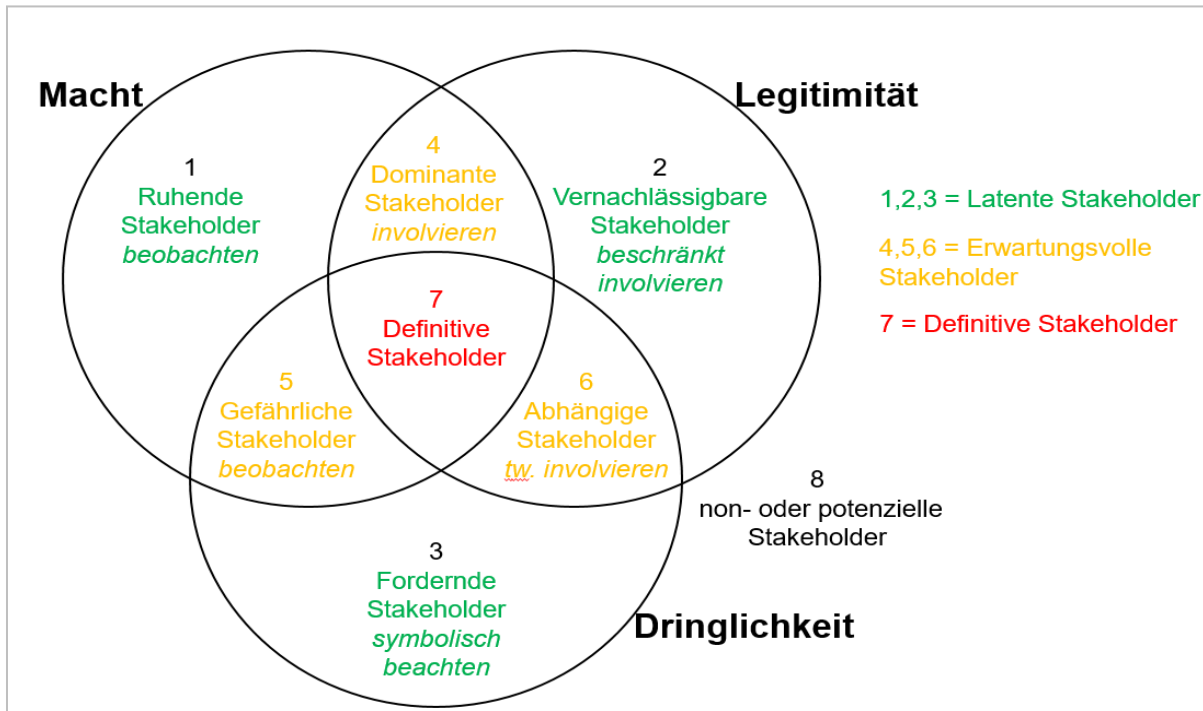 Macht
Legitimität
1
Ruhende
Stakeholder
beobachten
4
Dominante
Stakeholder
involvieren
2
Vernachlässigbare
Stakeholder
beschränkt
involvieren
7
Definitive
Stakeholder
5
Gefährliche
Stakeholder
beobachten
6
Abhängige
Stakeholder
tw. involvieren
3
Fordernde
Stakeholder
symbolisch
beachten
8
non- oder potenzielle
Stakeholder
Dringlichkeit
1,2,3 = Latente Stakeholder
4,5,6 = Erwartungsvolle
Stakeholder
7 = Definitive Stakeholder